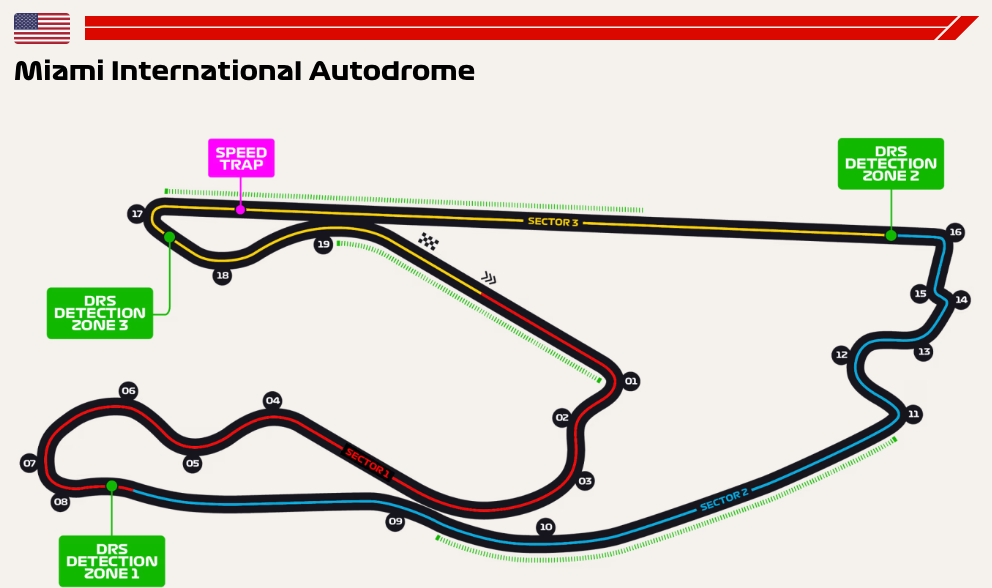 Miami International Autodrome
SPEED
TRAP
DRS
DETECTION
ZONE 2
17
SECTOR 3
16
19
18
15
14
DRS
DETECTION
ZONE 3
13
12
01
06
04
02
11
05
07
SECTOR 1
03
08
SECTOR 2
09
10
DRS
DETECTION
ZONE 1